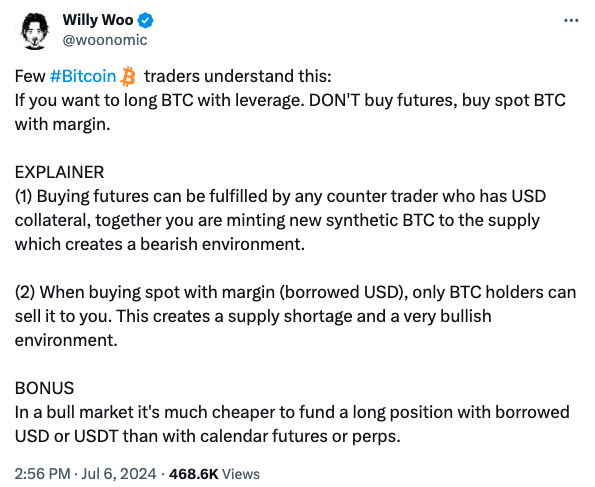 Willy Woo
@woonomic
Few #Bitcoin traders understand this:
If you want to long BTC with leverage. DON'T buy futures, buy spot BTC
with margin.
EXPLAINER
(1) Buying futures can be fulfilled by any counter trader who has USD
collateral, together you are minting new synthetic BTC to the supply
which creates a bearish environment.
(2) When buying spot with margin (borrowed USD), only BTC holders can
sell it to you. This creates a supply shortage and a very bullish
environment.
BONUS
In a bull market it's much cheaper to fund a long position with borrowed
USD or USDT than with calendar futures or perps.
2:56 PM · Jul 6, 2024 · 468.6K Views